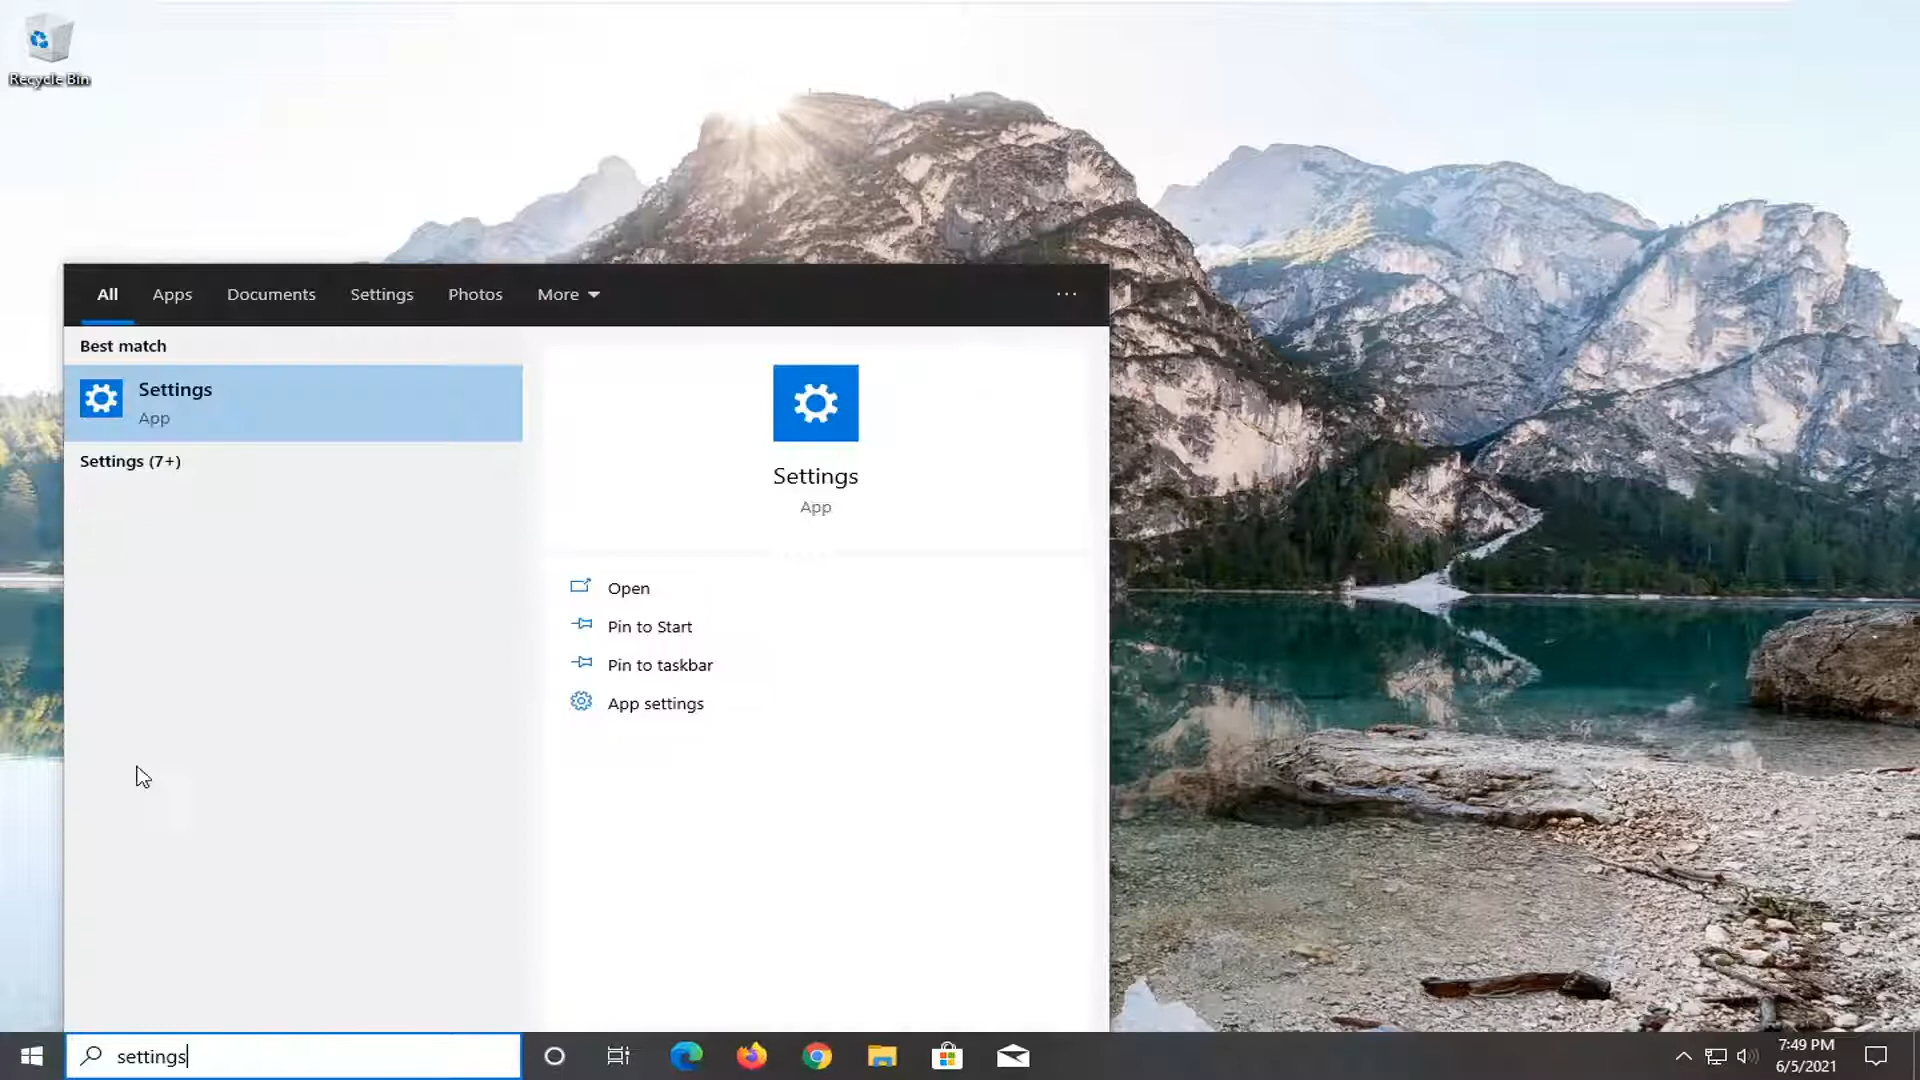 Recycle Bin
All Apps Documents Settings Photos More ···
Best match
Settings
App
Settings (7+)
Settings
App
Open
Pin to Start
Pin to taskbar
App settings
settings
7:49 PM
6/5/2021